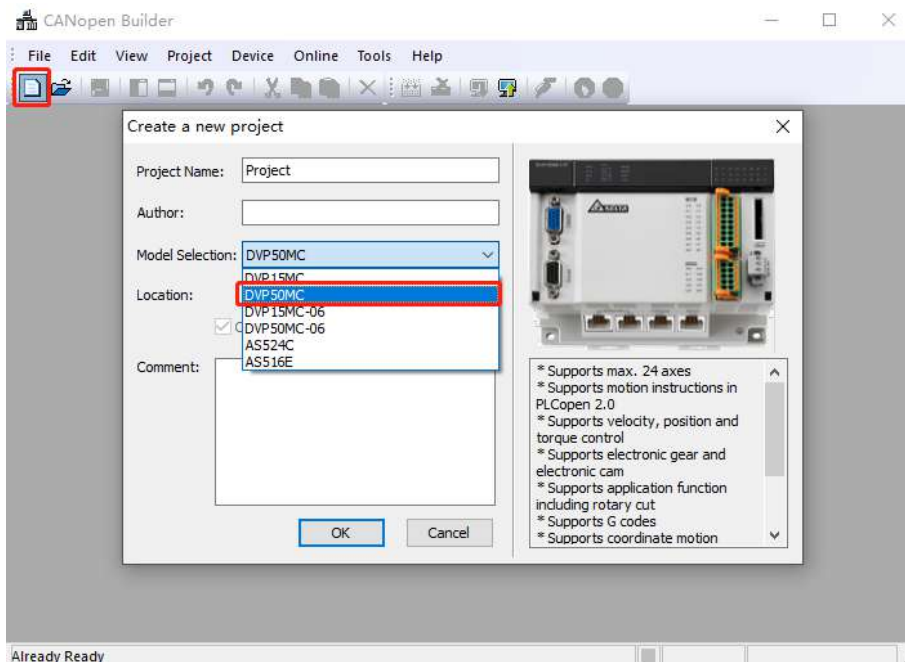 CANopen Builder
File Edit View Project Device Online Tools Help
Create a new project
Project Name: Project
Author:
Model Selection: DVP50MC
DVP15MC
Location:
DVP50MC
DVP15MC-06
DVP50MC-06
AS524C
AS516E
Comment:
OK Cancel
* Supports max. 24 axes
* Supports motion instructions in
PLCopen 2.0
* Supports velocity, position and
torque control
* Supports electronic gear and
electronic cam
* Supports application function
including rotary cut
* Supports G codes
* Supports coordinate motion
Already Ready